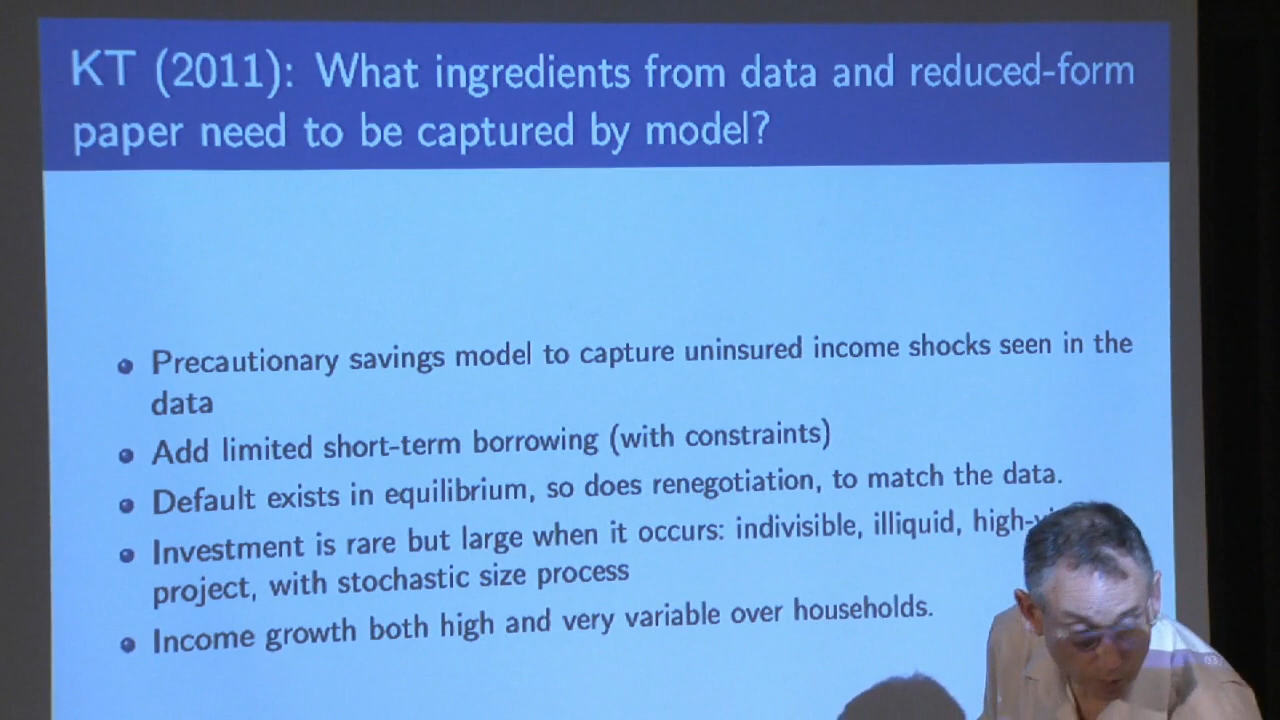 KT (2011): What ingredients from data and reduced-form
paper need to be captured by model?
Precautionary savings model to capture uninsured income shocks seen in the
data
Add limited short-term borrowing (with constraints)
Default exists in equilibrium, so does renegotiation, to match the data.
Investment is rare but large when it occurs: indivisible, illiquid,
project, with stochastic size process
Income growth both high and very variable over households.